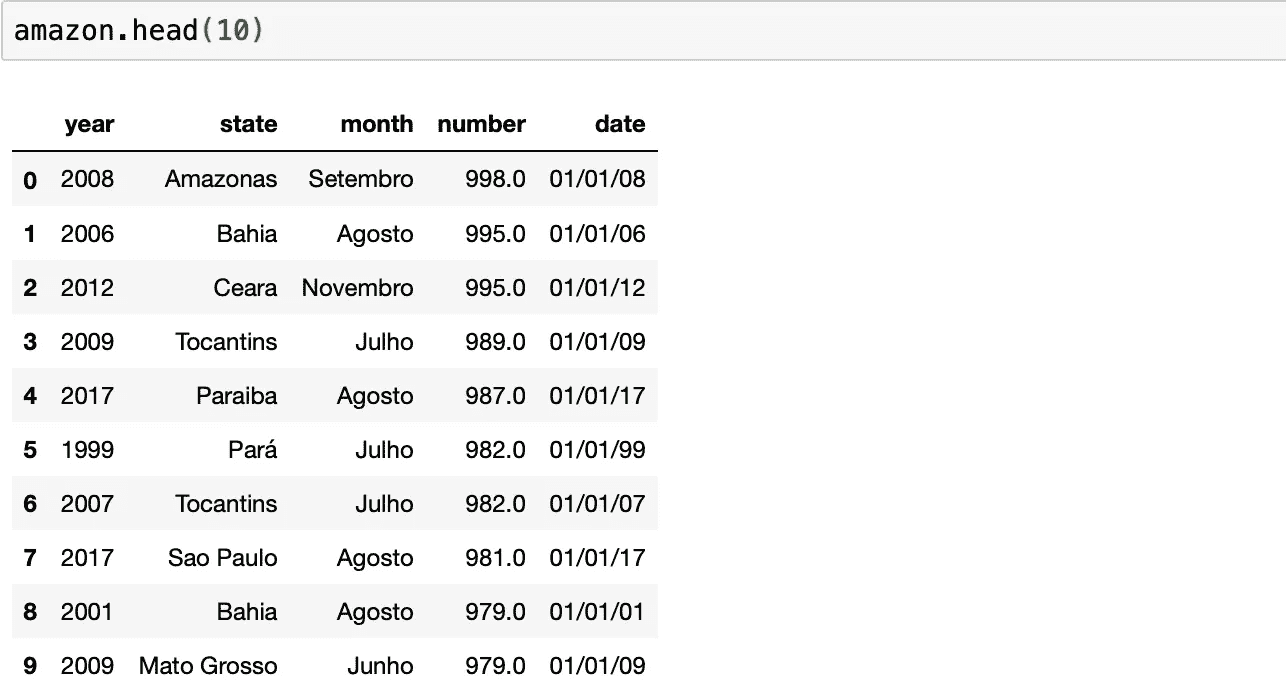 amazon.head(10)
year state month number date
0 2008 Amazonas Setembro 998.0 01/01/08
1 2006 Bahia Agosto 995.0 01/01/06
2 2012 Ceara Novembro 995.0 01/01/12
3 2009 Tocantins Julho 989.0 01/01/09
4 2017 Paraiba Agosto 987.0 01/01/17
5 1999 Pará Julho 982.0 01/01/99
6 2007 Tocantins Julho 982.0 01/01/07
7 2017 Sao Paulo Agosto 981.0 01/01/17
8 2001 Bahia Agosto 979.0 01/01/01
9 2009 Mato Grosso Junho 979.0 01/01/09